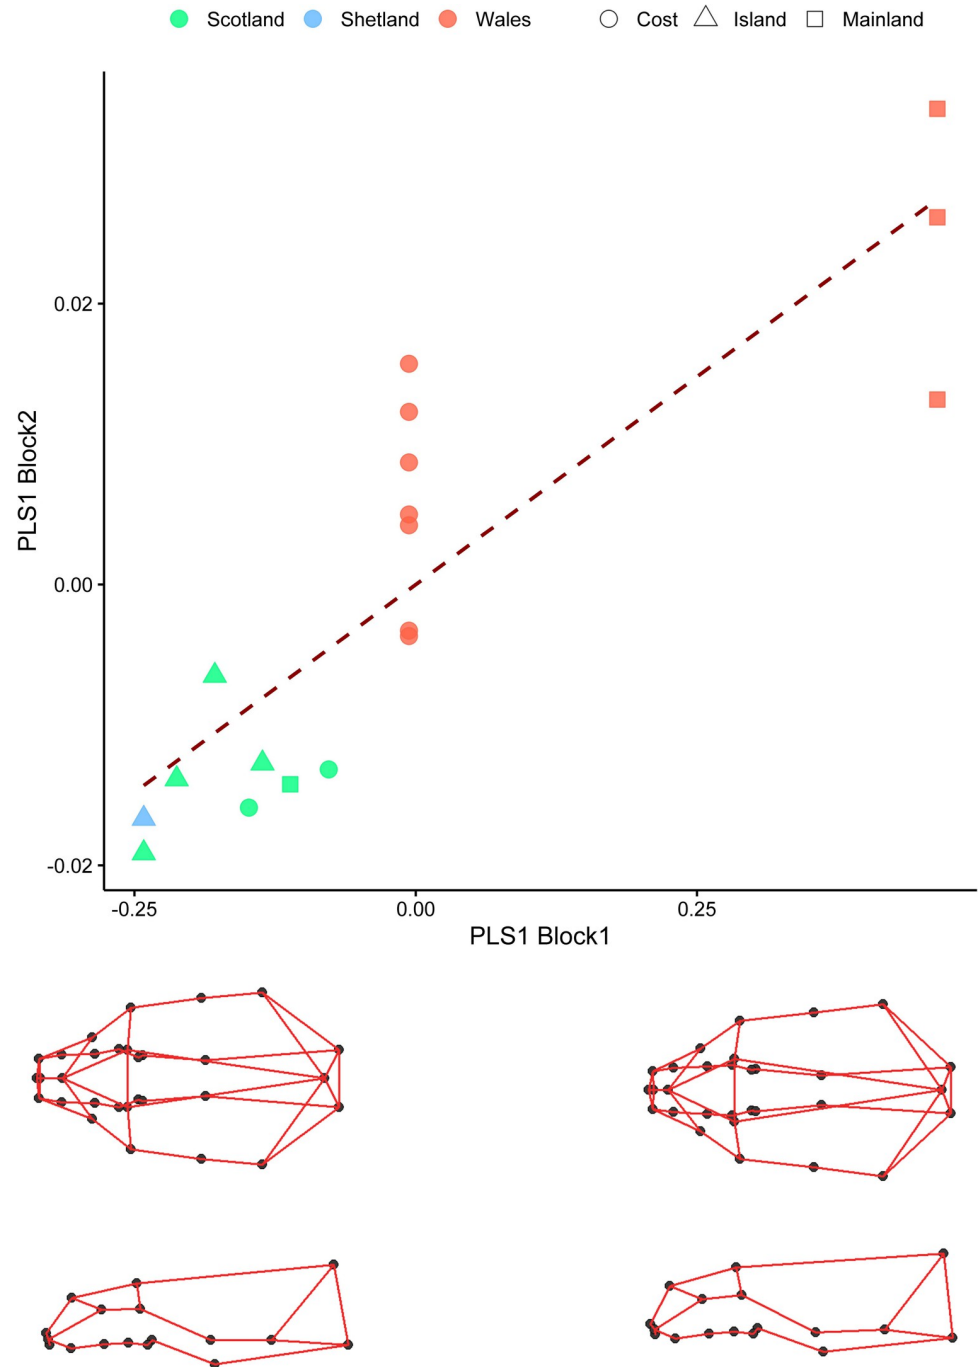 Scotland Shetland Wales Cost Island Mainland
PLS1 Block2
0.02
0.00
-0.02
-0.25 0.00 0.25
PLS1 Block1